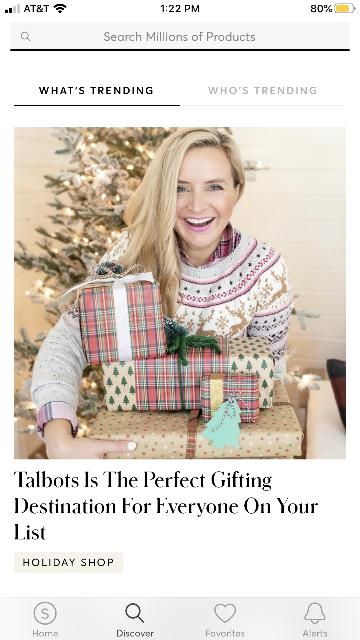 AT&T 1:22 PM 80%
Search Millions of Products
WHAT'S TRENDING WHO'S TRENDING
Talbots Is The Perfect Gifting
Destination For Everyone On Your
List
HOLIDAY SHOP
S
Home Discover Favorites Alerts